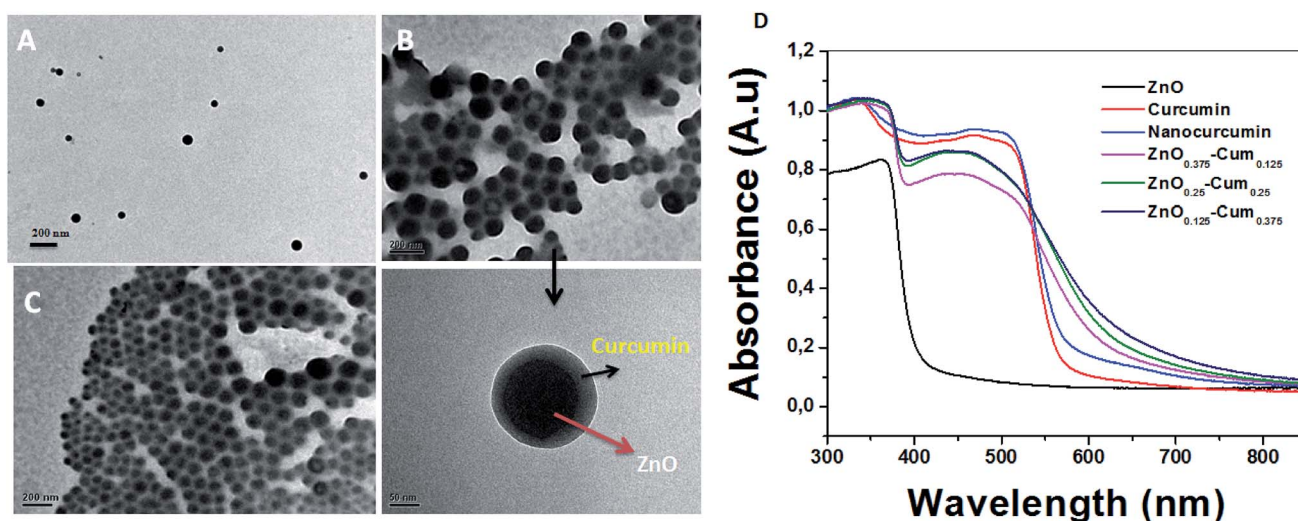 A
200 nm
B
200 nm
C
200 nm
Curcumin
ZnO
50 nm
D
Absorbance (A.u)
1,2
1,0
0,8
0,6
0,4
0,2
0,0
300 400 500 600 700 800
Wavelength (nm)
ZnO
Curcumin
Nanocurcumin
ZnO0.375-Cum0.125
ZnO0.25-Cum0.25
ZnO0.125-Cum0.375